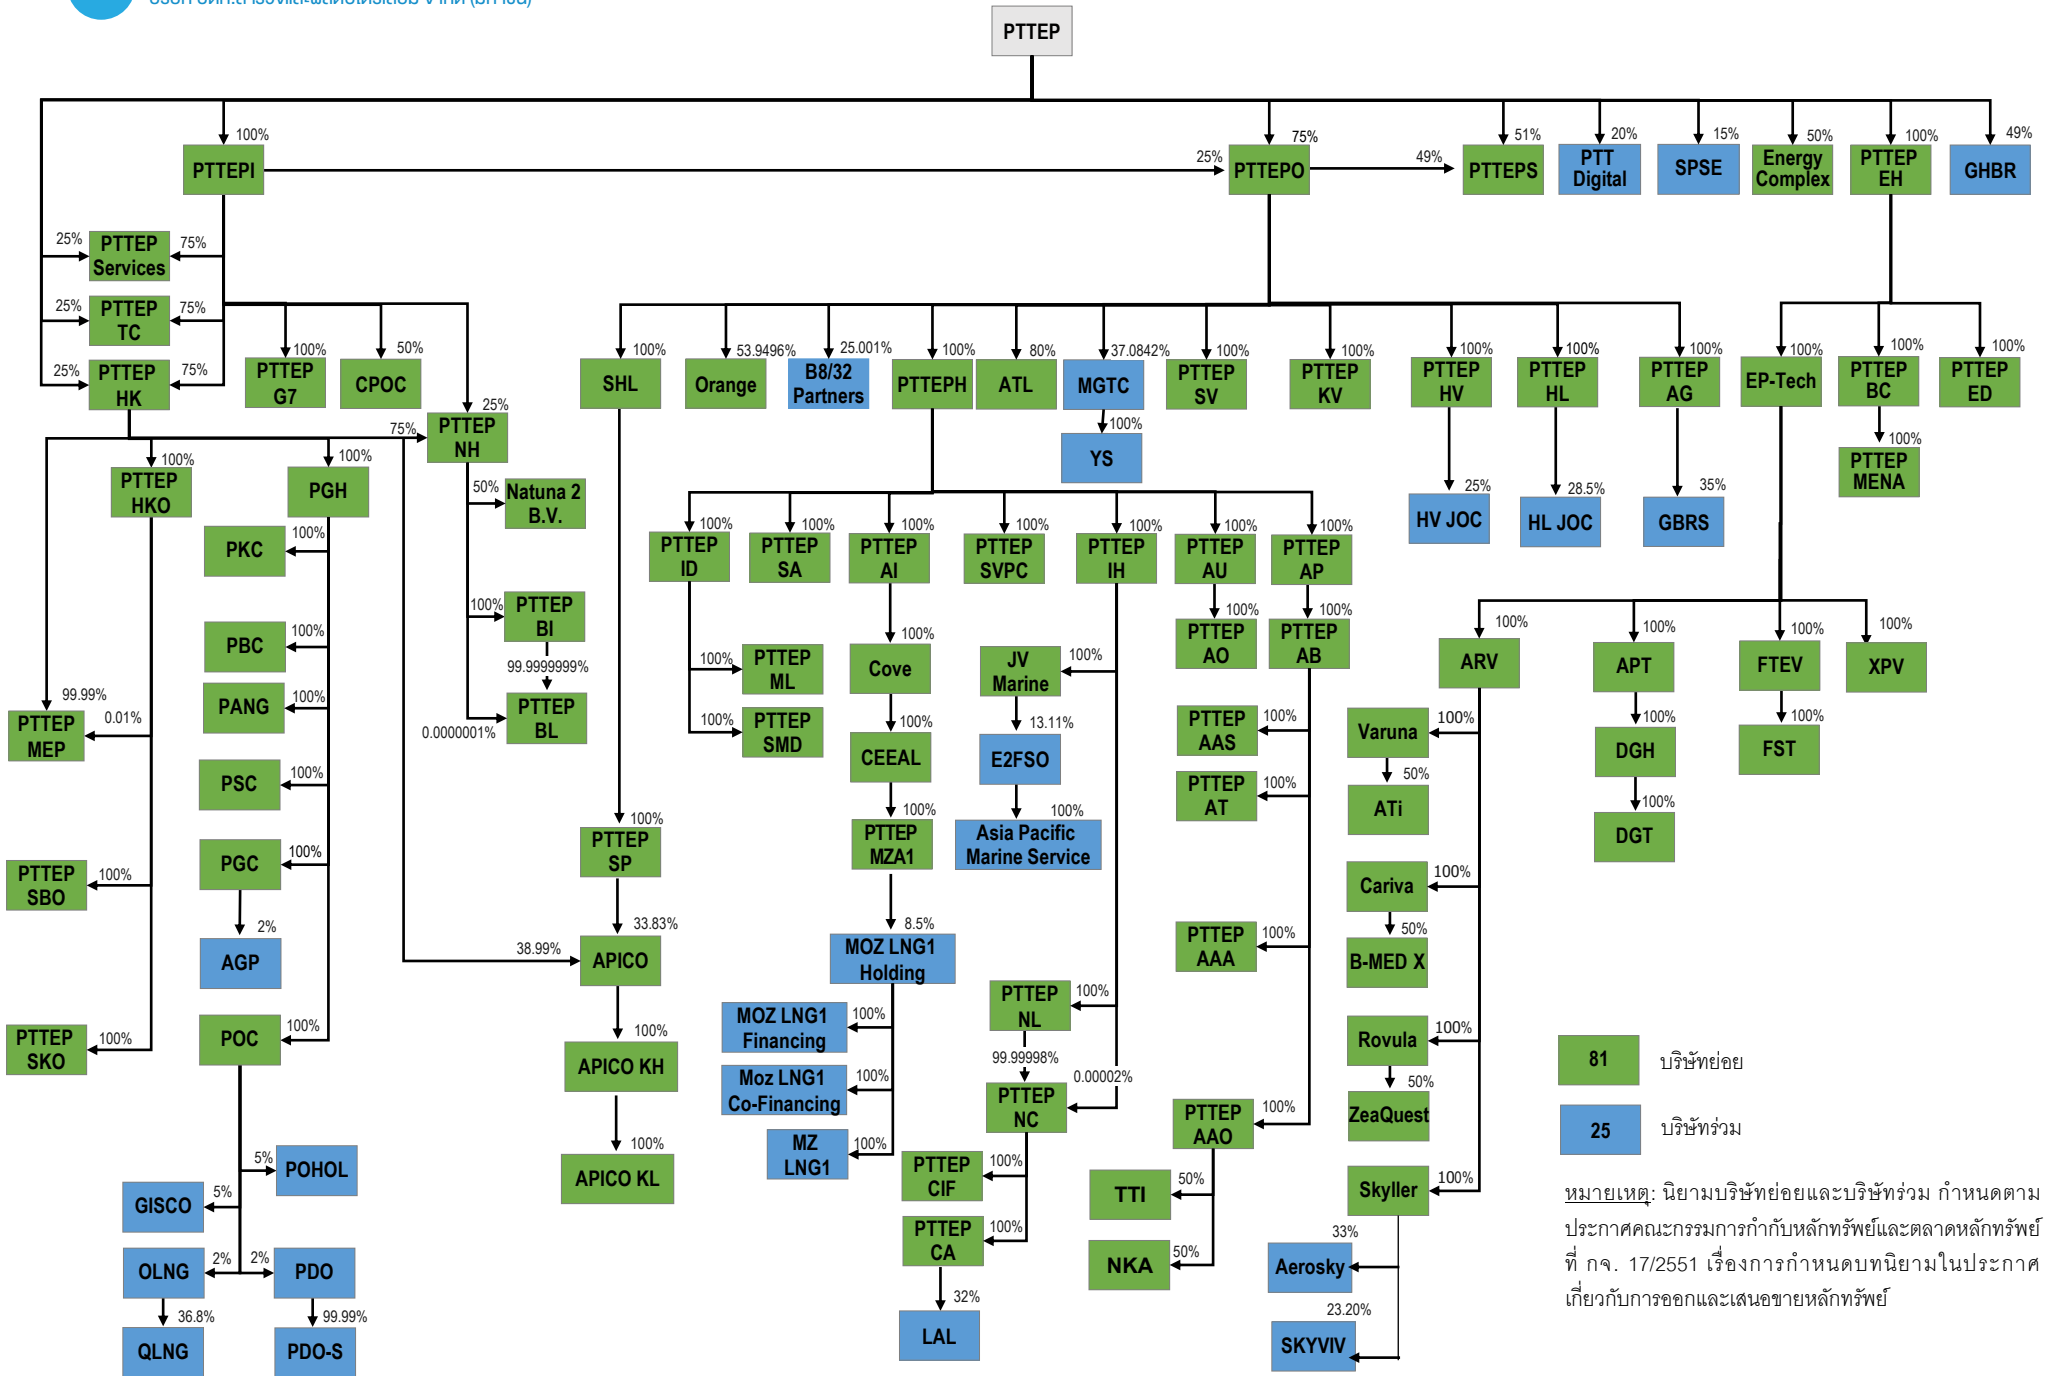 PTTEP
100%
75%
51%
20%
15%
50%
100%
49%
PTTEPI
25%
PTTEPO
49%
PTTEPS
PTT
Digital
SPSE
Energy
Complex
PTTEP
EH
GHBR
25%
PTTEP
Services
75%
25%
PTTEP
TC
75%
25%
PTTEP
HK
75%
100%
PTTEP
G7
50%
CPOC
25%
75%
PTTEP
NH
100%
SHL
53.9496%
Orange
25.001%
B8/32
Partners
100%
PTTEPH
80%
ATL
37.0842%
MGTC
100%
YS
100%
PTTEP
SV
100%
PTTEP
KV
100%
PTTEP
HV
100%
PTTEP
HL
100%
PTTEP
AG
100%
EP-Tech
100%
PTTEP
BC
100%
PTTEP
ED
100%
PTTEP
MENA
25%
HV JOC
28.5%
HL JOC
35%
GBRS
100%
PTTEP
HKO
100%
PGH
50%
Natuna 2
B.V.
100%
PTTEP
BI
99.9999999%
0.0000001%
PTTEP
BL
PKC
100%
PBC
100%
PANG
100%
PSC
100%
PGC
100%
2%
AGP
POC
100%
99.99%
PTTEP
MEP
0.01%
PTTEP
SBO
100%
PTTEP
SKO
100%
5%
POHOL
GISCO
5%
OLNG
2%
2%
PDO
36.8%
QLNG
99.99%
PDO-S
100%
PTTEP
SP
33.83%
38.99%
APICO
100%
APICO KH
100%
APICO KL
100%
PTTEP
ID
100%
PTTEP
SA
100%
PTTEP
AI
100%
PTTEP
SVPC
100%
PTTEP
IH
100%
PTTEP
AU
100%
PTTEP
AP
100%
PTTEP
ML
100%
PTTEP
SMD
100%
Cove
100%
CEEAL
100%
PTTEP
MZA1
8.5%
MOZ LNG1
Holding
MOZ LNG1
Financing
100%
Moz LNG1
Co-Financing
100%
MZ
LNG1
100%
JV
Marine
100%
13.11%
E2FSO
100%
Asia Pacific
Marine Service
PTTEP
NL
100%
99.99998%
0.00002%
PTTEP
NC
PTTEP
CIF
100%
PTTEP
CA
100%
32%
LAL
100%
PTTEP
AO
100%
PTTEP
AB
PTTEP
AAS
100%
PTTEP
AT
100%
PTTEP
AAA
100%
PTTEP
AAO
100%
TTI
50%
NKA
50%
100%
ARV
100%
APT
100%
FTEV
100%
XPV
Varuna
100%
50%
ATi
Cariva
100%
50%
B-MED X
Rovula
100%
50%
ZeaQuest
Skyller
100%
33%
Aerosky
23.20%
SKYVIV
100%
DGH
100%
DGT
100%
FST
81 บริษัทย่อย
25 บริษัทร่วม
หมายเหตุ: นิยามบริษัทย่อยและบริษัทร่วม กำหนดตาม
ประกาศคณะกรรมการกำกับหลักทรัพย์และตลาดหลักทรัพย์
ที่ กจ. 17/2551 เรื่องการกำหนดบทนิยามในประกาศ
เกี่ยวกับการออกและเสนอขายหลักทรัพย์